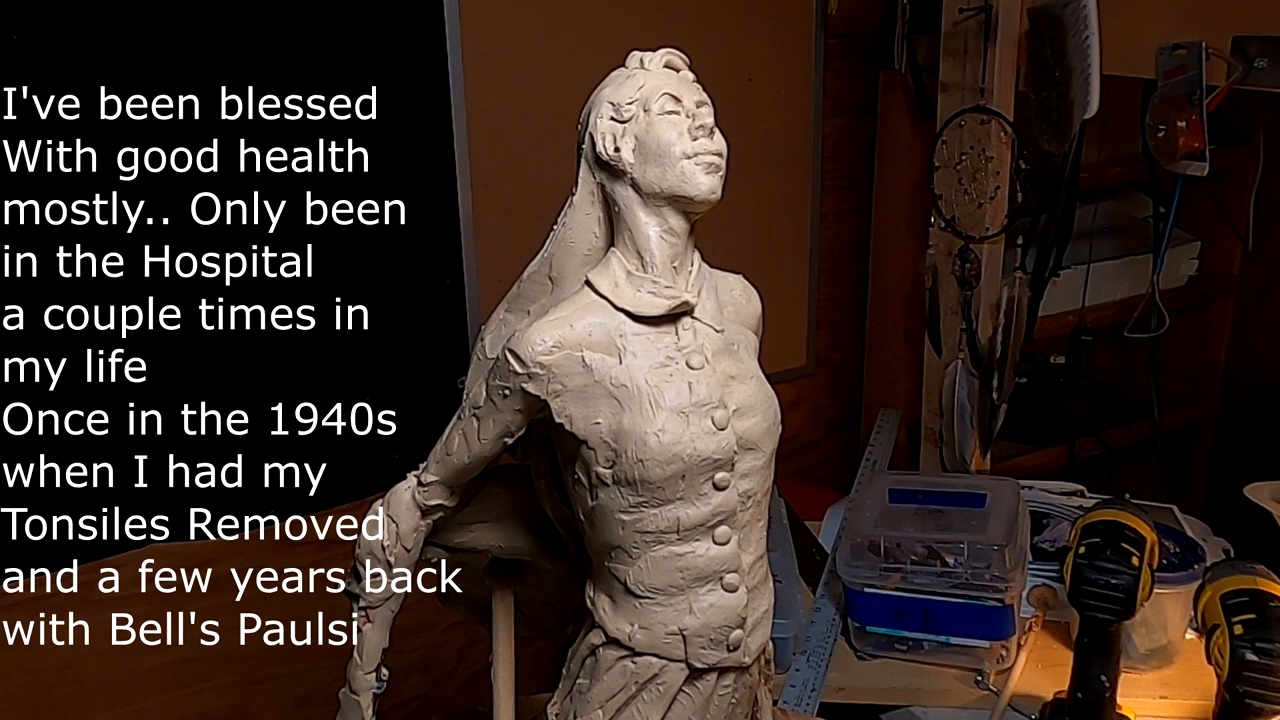 I've been blessed
With good health
mostly.. Only been
in the Hospital
a couple times in
my life
Once in the 1940s
when I had my
Tonsiles Removed
and a few years back
with Bell's Paulsi